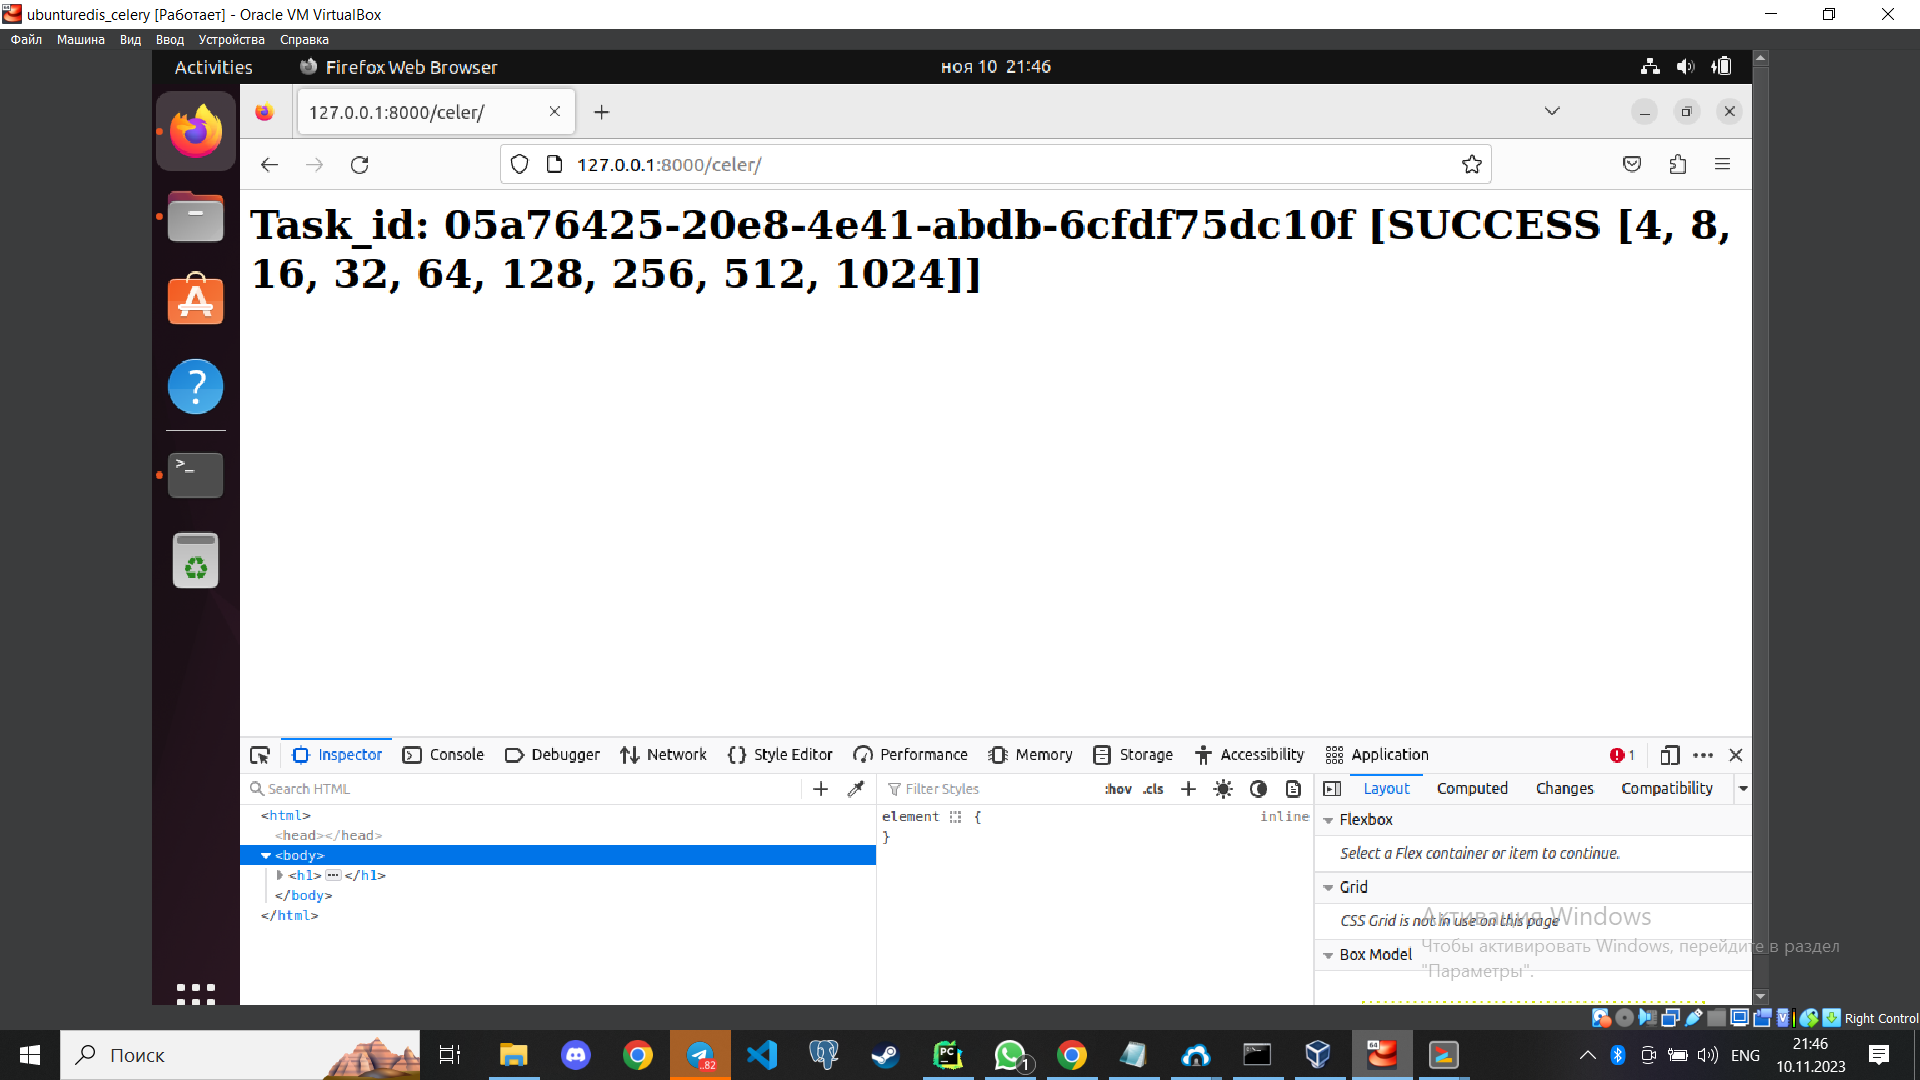 ubunturedis_celery [Работает] - Oracle VM VirtualBox
Файл Машина Вид Ввод Устройства Справка
Activities Firefox Web Browser ноя 10 21:46
127.0.0.1:8000/celer/
127.0.0.1:8000/celer/
Task_id: 05a76425-20e8-4e41-abdb-6cfdf75dc10f [SUCCESS [4, 8,
16, 32, 64, 128, 256, 512, 1024]]
Inspector Console Debugger Network {} Style Editor Performance Memory Storage Accessibility Application 1
Search HTML Filter Styles :hov .cls Layout Computed Changes Compatibility
<html> element { inline Flexbox
<head></head> }
<body> Select a Flex container or item to continue.
<h1> </h1> Grid
</body> CSS Grid is not in use on this page
</html> Box Model
Активация Windows
Чтобы активировать Windows, перейдите в раздел
"Параметры".
Right Control
Поиск ..82 PC 1 64 ENG 21:46
10.11.2023